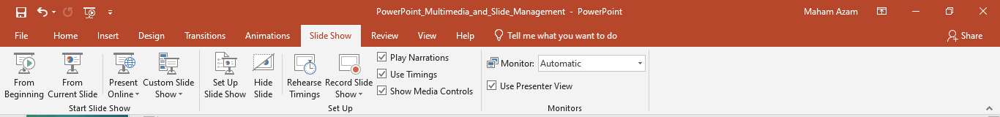 PowerPoint_Multimedia_and_Slide_Management - PowerPoint
Maham Azam
File Home Insert Design Transitions Animations Slide Show Review View Help Tell me what you want to do Share
From Beginning
From Current Slide
Present Online
Custom Slide Show
Start Slide Show
Set Up Slide Show
Hide Slide
Rehearse Timings
Record Slide Show
Play Narrations
Use Timings
Show Media Controls
Set Up
Monitor: Automatic
Use Presenter View
Monitors